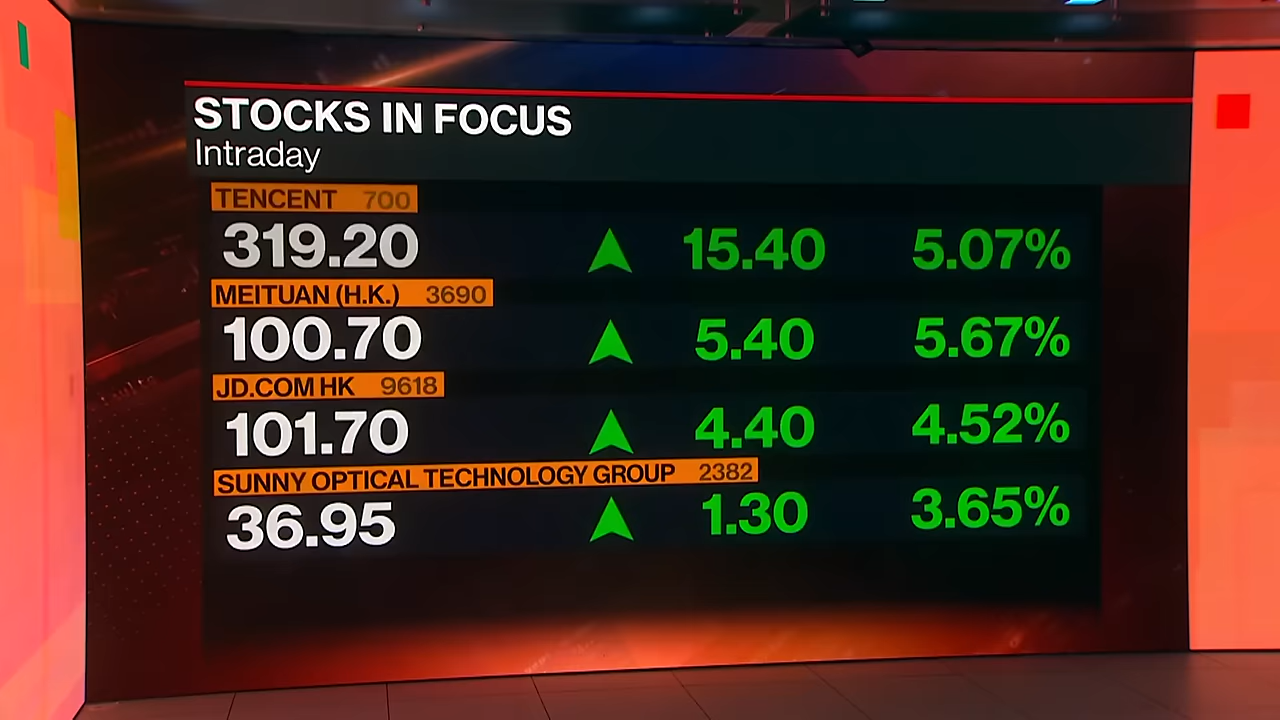 STOCKS IN FOCUS
Intraday
TENCENT 700
319.20 15.40 5.07%
MEITUAN (H.K.) 3690
100.70 5.40 5.67%
JD.COM HK 9618
101.70 4.40 4.52%
SUNNY OPTICAL TECHNOLOGY GROUP 2382
36.95 1.30 3.65%